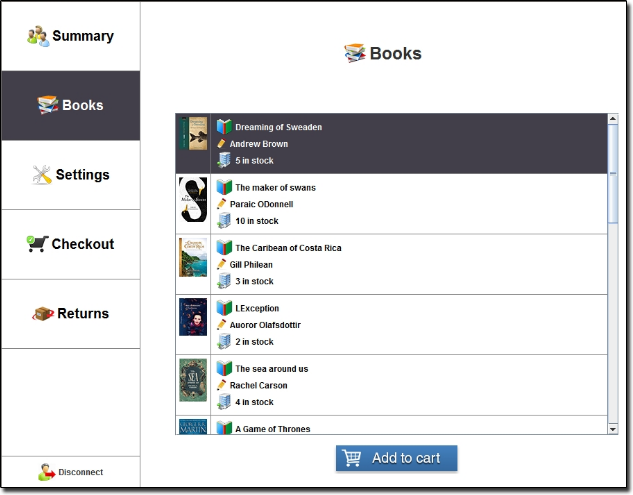 Summary
Books
Settings
Checkout
Returns
Disconnect
Books
Dreaming of Sweaden
Andrew Brown
5 in stock
The maker of swans
Paraic ODonnell
10 in stock
The Caribean of Costa Rica
Gill Philean
3 in stock
LException
Auoror Olafsdottir
2 in stock
The sea around us
Rachel Carson
4 in stock
A Game of Thrones
MARTIN
Add to cart